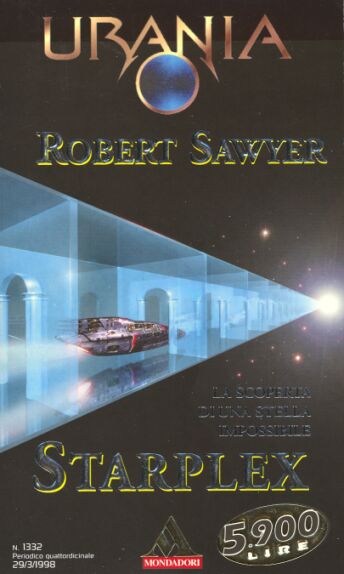 URANIA
ROBERT SAWYER
LA SCOPERTA
DI UNA STELLA
IMPOSSIBILE
STARPLEX
N. 1332
Periodico quattordicinale
29/3/1998
MONDADORI
5.900
LIRE